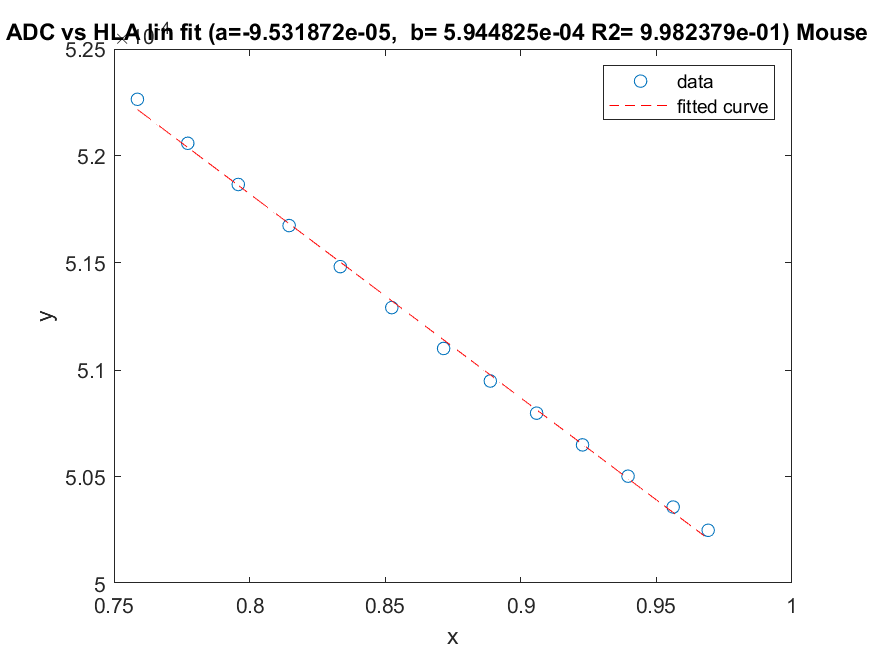 ADC vs HLA lin fit (a=-9.531872e-05, b= 5.944825e-04 R2= 9.982379e-01) Mouse
5.25
data
fitted curve
5.2
5.15
y
5.1
5.05
5
0.75 0.8 0.85 0.9 0.95 1
x